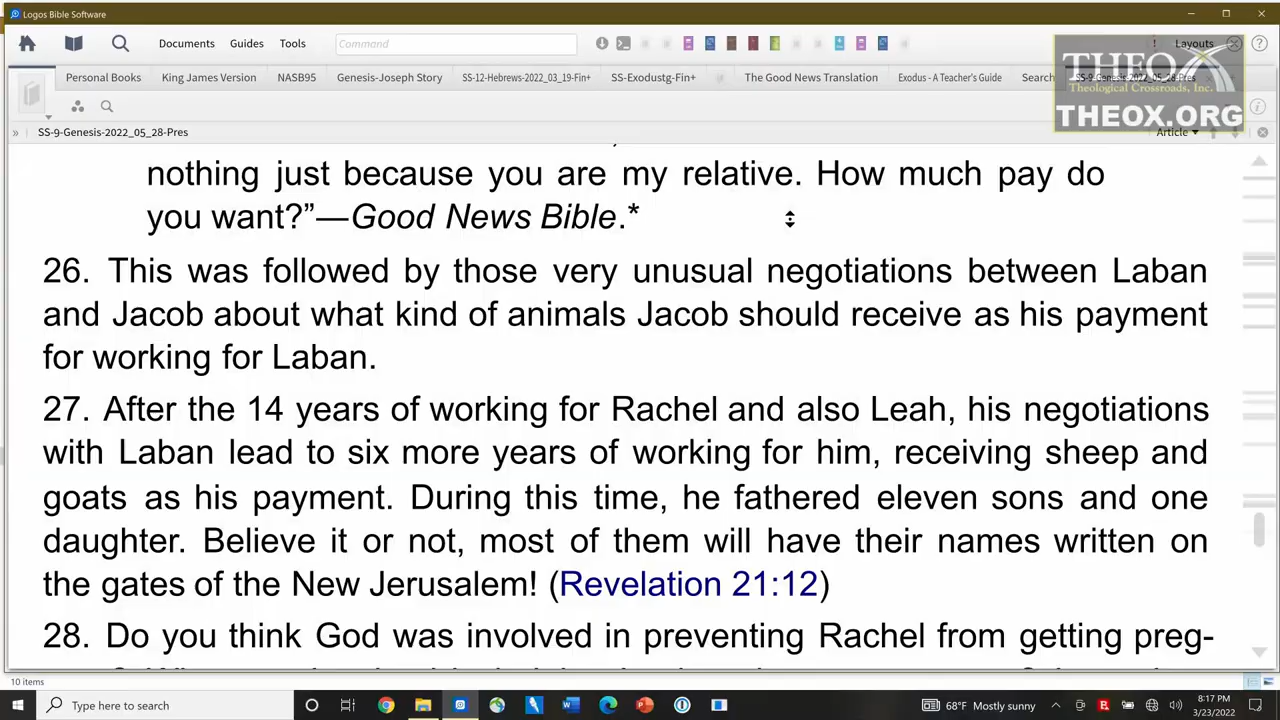 Logos Bible Software
Documents Guides Tools Command Layouts
THEOX
Theological Crossroads, Inc.
THEOX.ORG
Personal Books King James Version NASB95 SS-12-Hebrews-2022_03_19-Fin+ SS-Exodustg-Fin+ The Good News Translation Exodus - A Teacher's Guide Search SS-9-Genesis-2022_05_28-Pres
SS-9-Genesis-2022_05_28-Pres Article
nothing just because you are my relative. How much pay do
you want?”—Good News Bible.*
26. This was followed by those very unusual negotiations between Laban
and Jacob about what kind of animals Jacob should receive as his payment
for working for Laban.
27. After the 14 years of working for Rachel and also Leah, his negotiations
with Laban lead to six more years of working for him, receiving sheep and
goats as his payment. During this time, he fathered eleven sons and one
daughter. Believe it or not, most of them will have their names written on
the gates of the New Jerusalem! (Revelation 21:12)
28. Do you think God was involved in preventing Rachel from getting preg-
10 items
Type here to search 68°F Mostly sunny 8:17 PM
3/23/2022